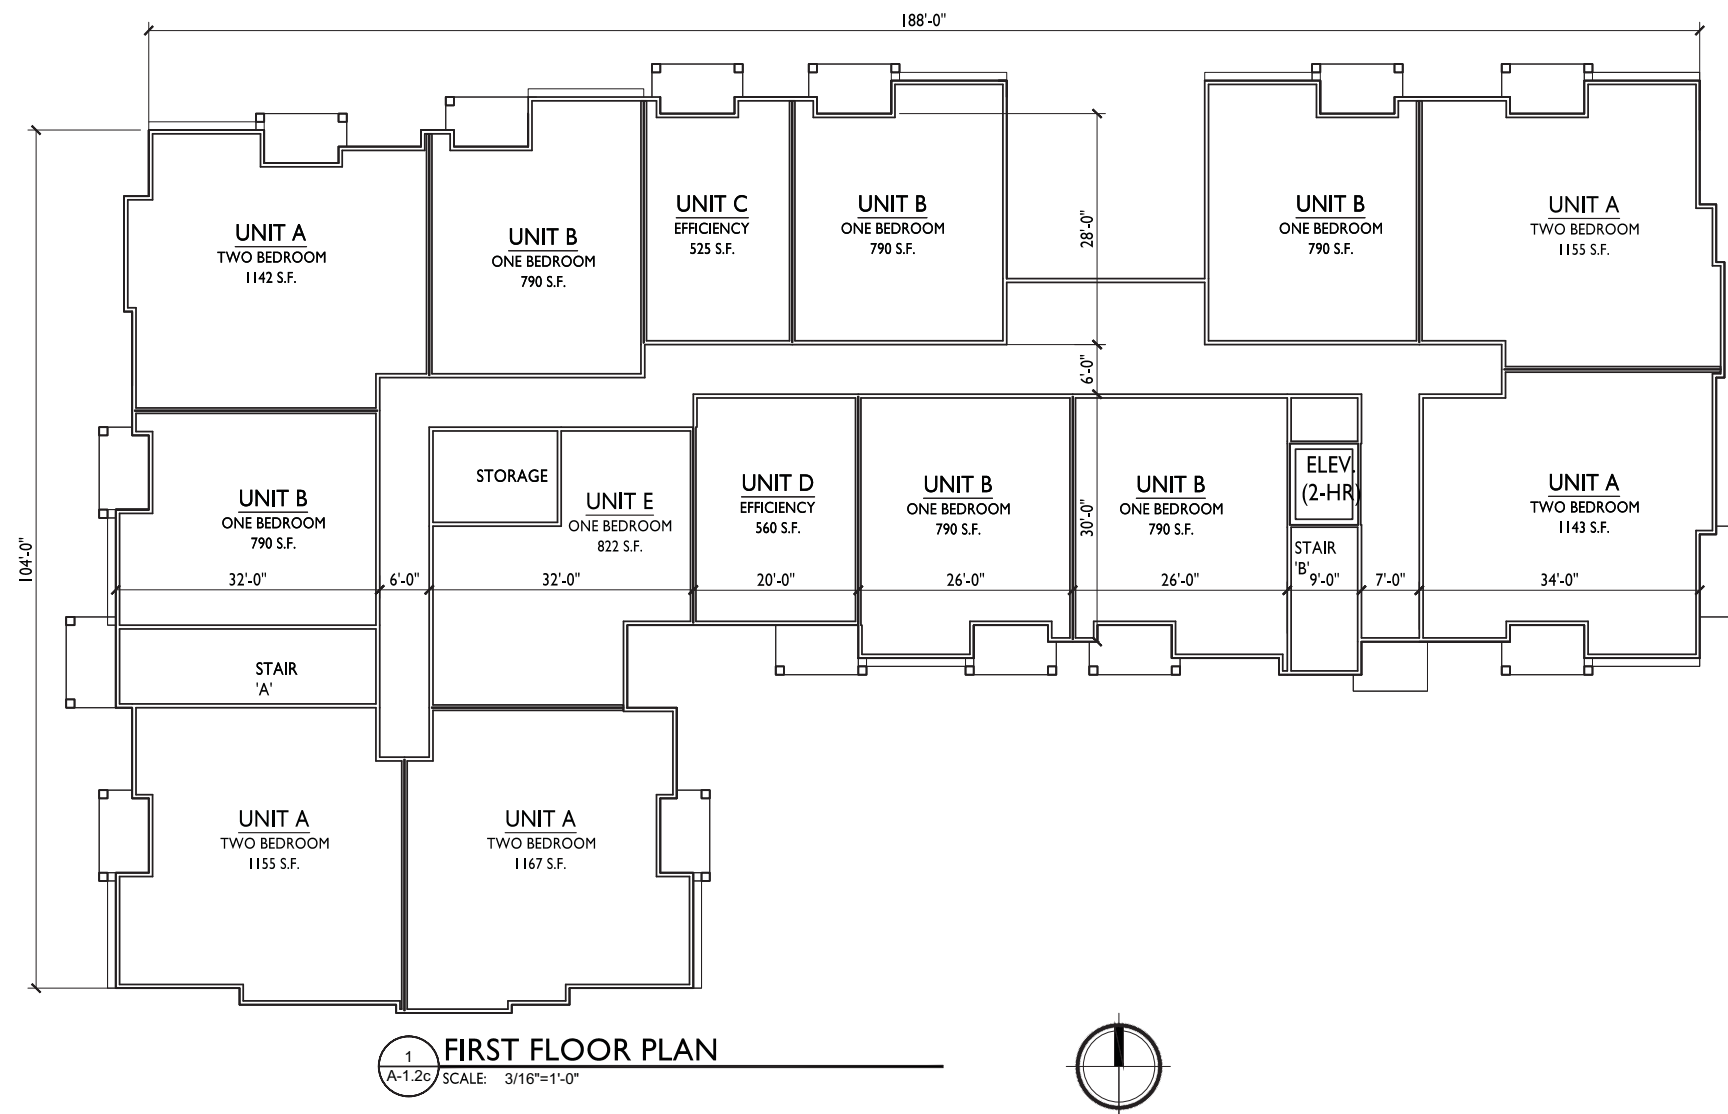 188'-0"
UNIT A
TWO BEDROOM
1142 S.F.
UNIT B
ONE BEDROOM
790 S.F.
UNIT C
EFFICIENCY
525 S.F.
UNIT B
ONE BEDROOM
790 S.F.
28'-0"
UNIT B
ONE BEDROOM
790 S.F.
UNIT A
TWO BEDROOM
1155 S.F.
6'-0"
104'-0"
UNIT B
ONE BEDROOM
790 S.F.
STORAGE
UNIT E
ONE BEDROOM
822 S.F.
UNIT D
EFFICIENCY
560 S.F.
UNIT B
ONE BEDROOM
790 S.F.
30'-0"
UNIT B
ONE BEDROOM
790 S.F.
ELEV.
(2-HR)
STAIR
'B'
UNIT A
TWO BEDROOM
1143 S.F.
32'-0" 6'-0" 32'-0" 20'-0" 26'-0" 26'-0" 9'-0" 7'-0" 34'-0"
STAIR
'A'
UNIT A
TWO BEDROOM
1155 S.F.
UNIT A
TWO BEDROOM
1167 S.F.
1
A-1.2c
FIRST FLOOR PLAN
SCALE: 3/16"=1'-0"